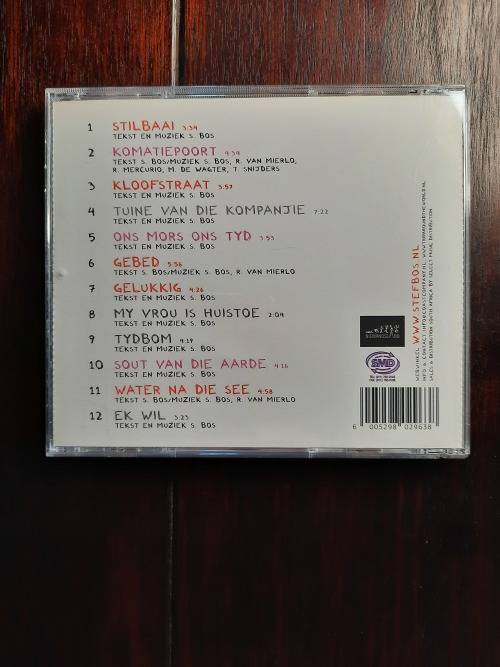 1 STILBAAI 3:39
TEKST EN MUZIEK S. BOS
2 KOMATIEPOORT 4:39
TEKST S. BOS/MUZIEK S. BOS, R. VAN MIERLO,
R. MERCURIO, M. DE WAGTER, T. SNIJDERS
3 KLOOFSTRAAT 3:57
TEKST EN MUZIEK S. BOS
4 TUINE VAN DIE KOMPANJIE 7:22
TEKST EN MUZIEK S. BOS
5 ONS MORS ONS TYD 3:53
TEKST EN MUZIEK S. BOS
6 GEBED 5:56
TEKST S. BOS/MUZIEK S. BOS, R. VAN MIERLO
7 GELUKKIG 4:26
TEKST EN MUZIEK S. BOS
8 MY VROU IS HUISTOE 2:04
TEKST EN MUZIEK S. BOS
9 TYDBOM 4:19
TEKST EN MUZIEK S. BOS
10 SOUT VAN DIE AARDE 4:16
TEKST EN MUZIEK S. BOS
11 WATER NA DIE SEE 4:58
TEKST S. BOS/MUZIEK S. BOS, R. VAN MIERLO
12 EK WIL 3:23
TEKST EN MUZIEK S. BOS
WWW.STEFBOS.NL
SMD
6 005298 029638